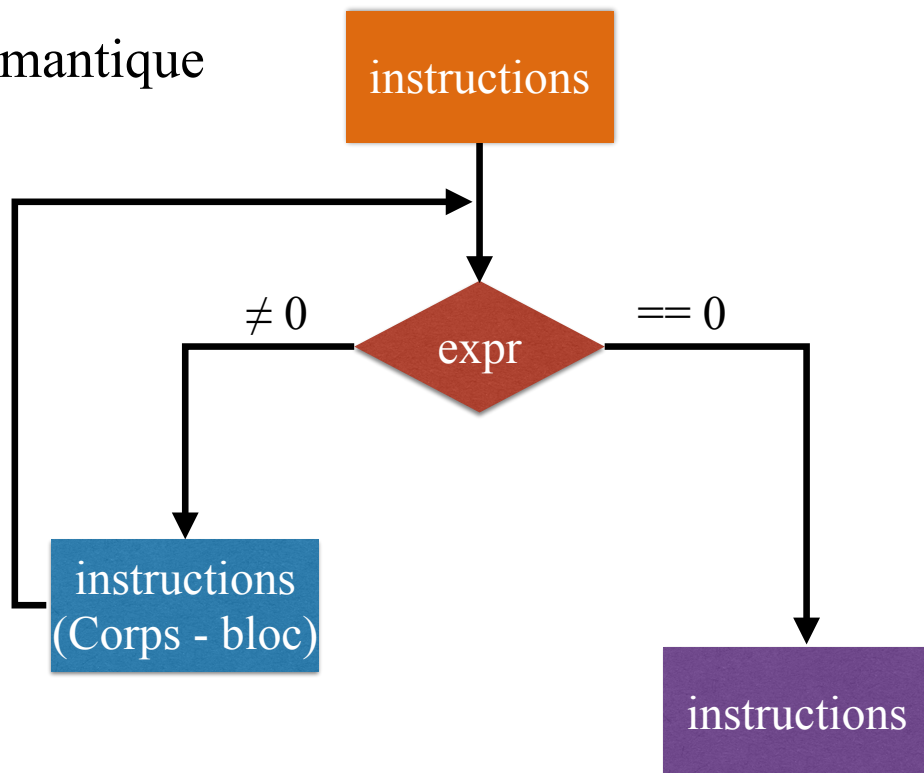 mantique
instructions
≠ 0
== 0
expr
instructions
(Corps - bloc)
instructions